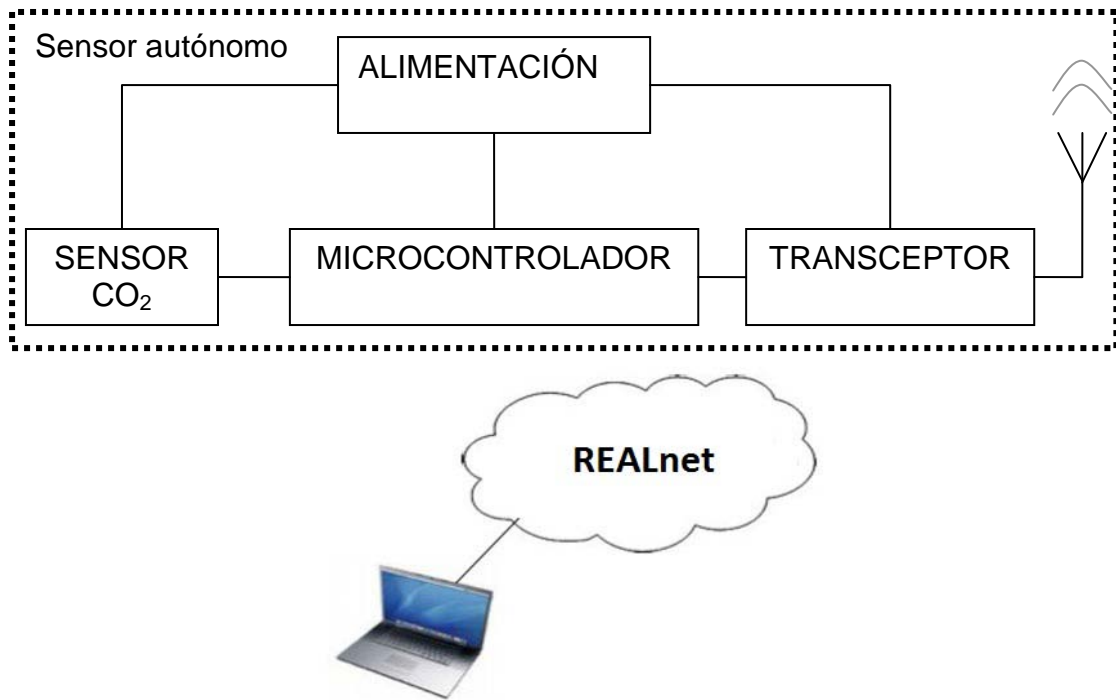 Sensor autónomo
ALIMENTACIÓN
SENSOR
CO₂
MICROCONTROLADOR
TRANSCEPTOR
REALnet